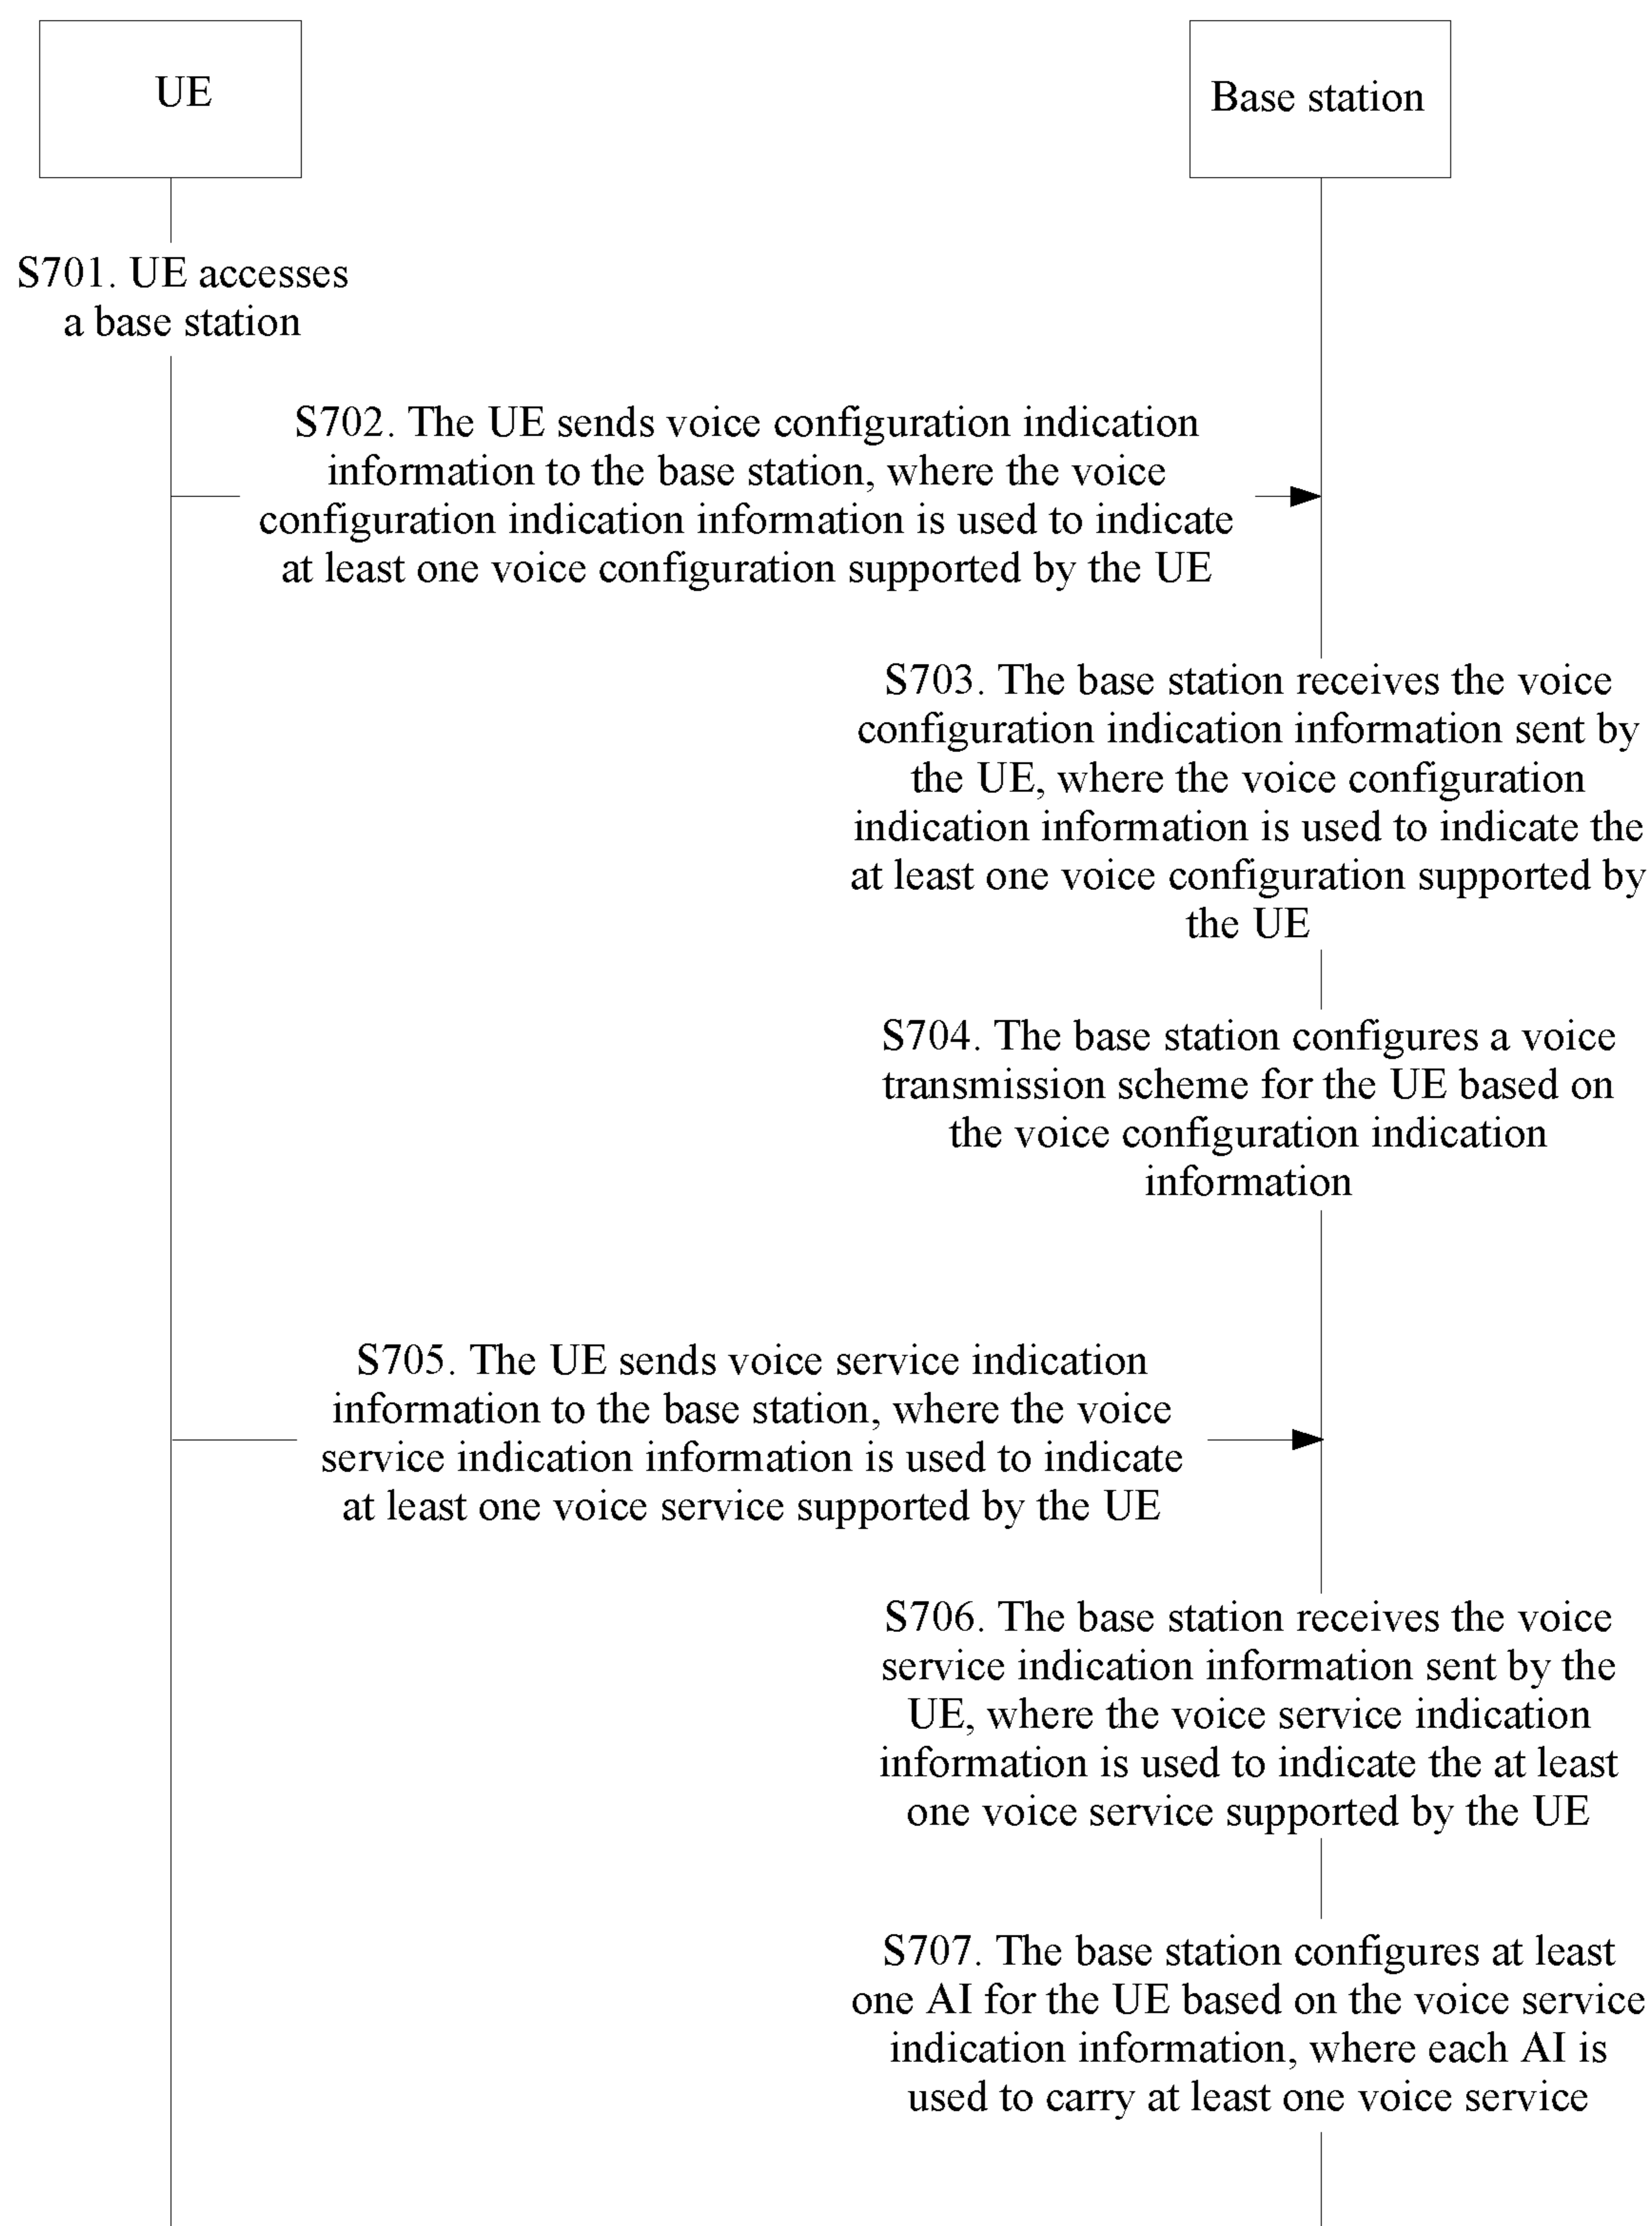 UE
Base station
S701. UE accesses
a base station
S702. The UE sends voice configuration indication
information to the base station, where the voice
configuration indication information is used to indicate
at least one voice configuration supported by the UE
S703. The base station receives the voice
configuration indication information sent by
the UE, where the voice configuration
indication information is used to indicate the
at least one voice configuration supported by
the UE
S704. The base station configures a voice
transmission scheme for the UE based on
the voice configuration indication
information
S705. The UE sends voice service indication
information to the base station, where the voice
service indication information is used to indicate
at least one voice service supported by the UE
S706. The base station receives the voice
service indication information sent by the
UE, where the voice service indication
information is used to indicate the at least
one voice service supported by the UE
S707. The base station configures at least
one AI for the UE based on the voice service
indication information, where each AI is
used to carry at least one voice service